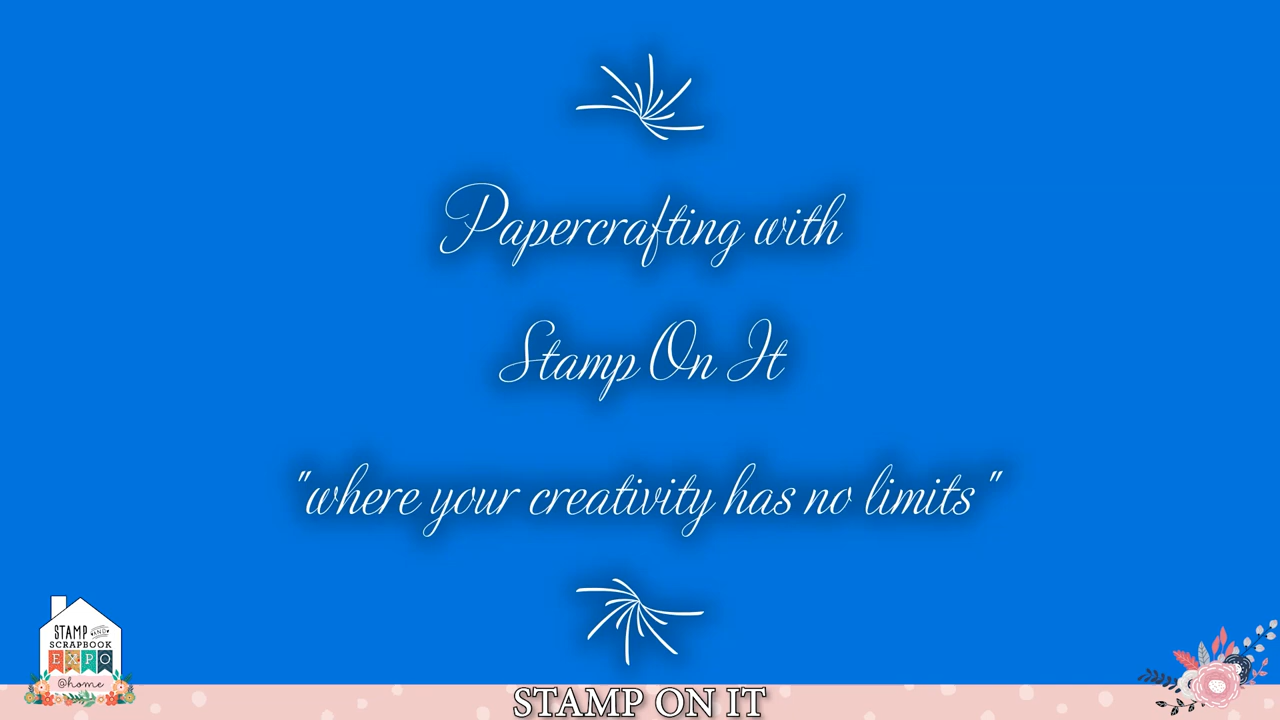 Papercrafting with
Stamp On It
"where your creativity has no limits"
STAMP AND
SCRAPBOOK
EXPO
@home
STAMP ON IT